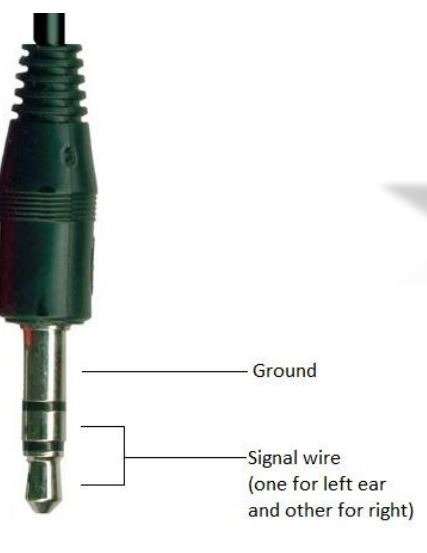 Ground
Signal wire
(one for left ear
and other for right)